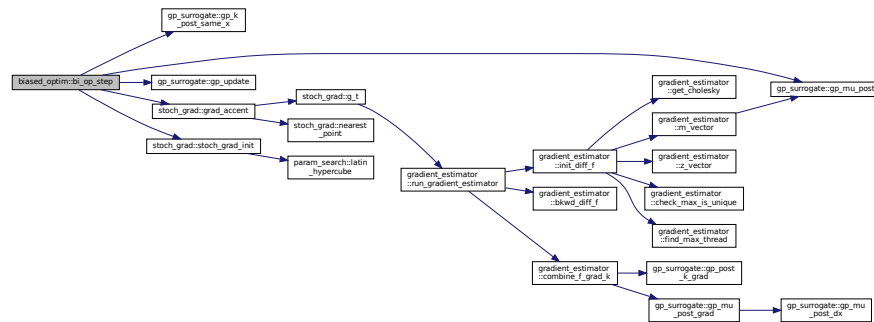 gp_surrogate::gp_k
_post_same_x
biased_optim::bi_op_step
gp_surrogate::gp_update
stoch_grad::grad_accent
stoch_grad::stoch_grad_init
stoch_grad::g_t
stoch_grad::nearest
_point
param_search::latin
_hypercube
gradient_estimator
::run_gradient_estimator
gradient_estimator
::init_diff_f
gradient_estimator
::bkwd_diff_f
gradient_estimator
::combine_f_grad_k
gradient_estimator
::get_cholesky
gradient_estimator
::m_vector
gradient_estimator
::z_vector
gradient_estimator
::check_max_is_unique
gradient_estimator
::find_max_thread
gp_surrogate::gp_post
_k_grad
gp_surrogate::gp_mu
_post_grad
gp_surrogate::gp_mu_post
gp_surrogate::gp_mu
_post_dx